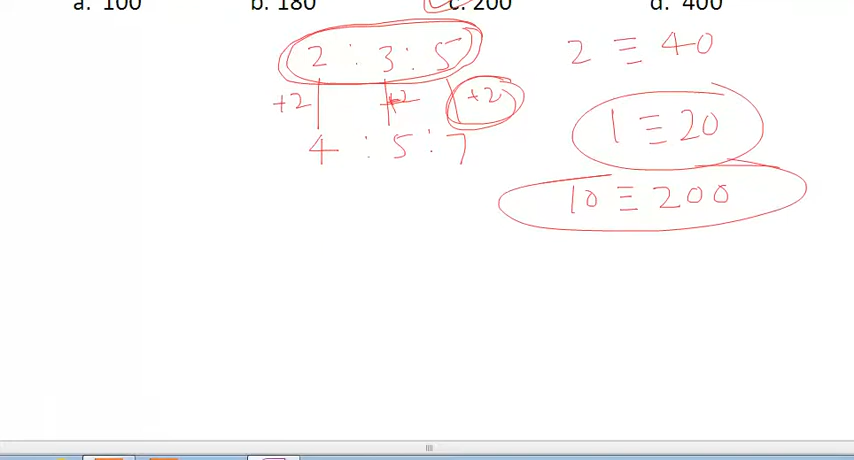 a. 100 b. 180 c. 200 d. 400
2 : 3 : 5 2 ≡ 40
+2 +2 +2 1 ≡ 20
4 : 5 : 7
10 ≡ 200